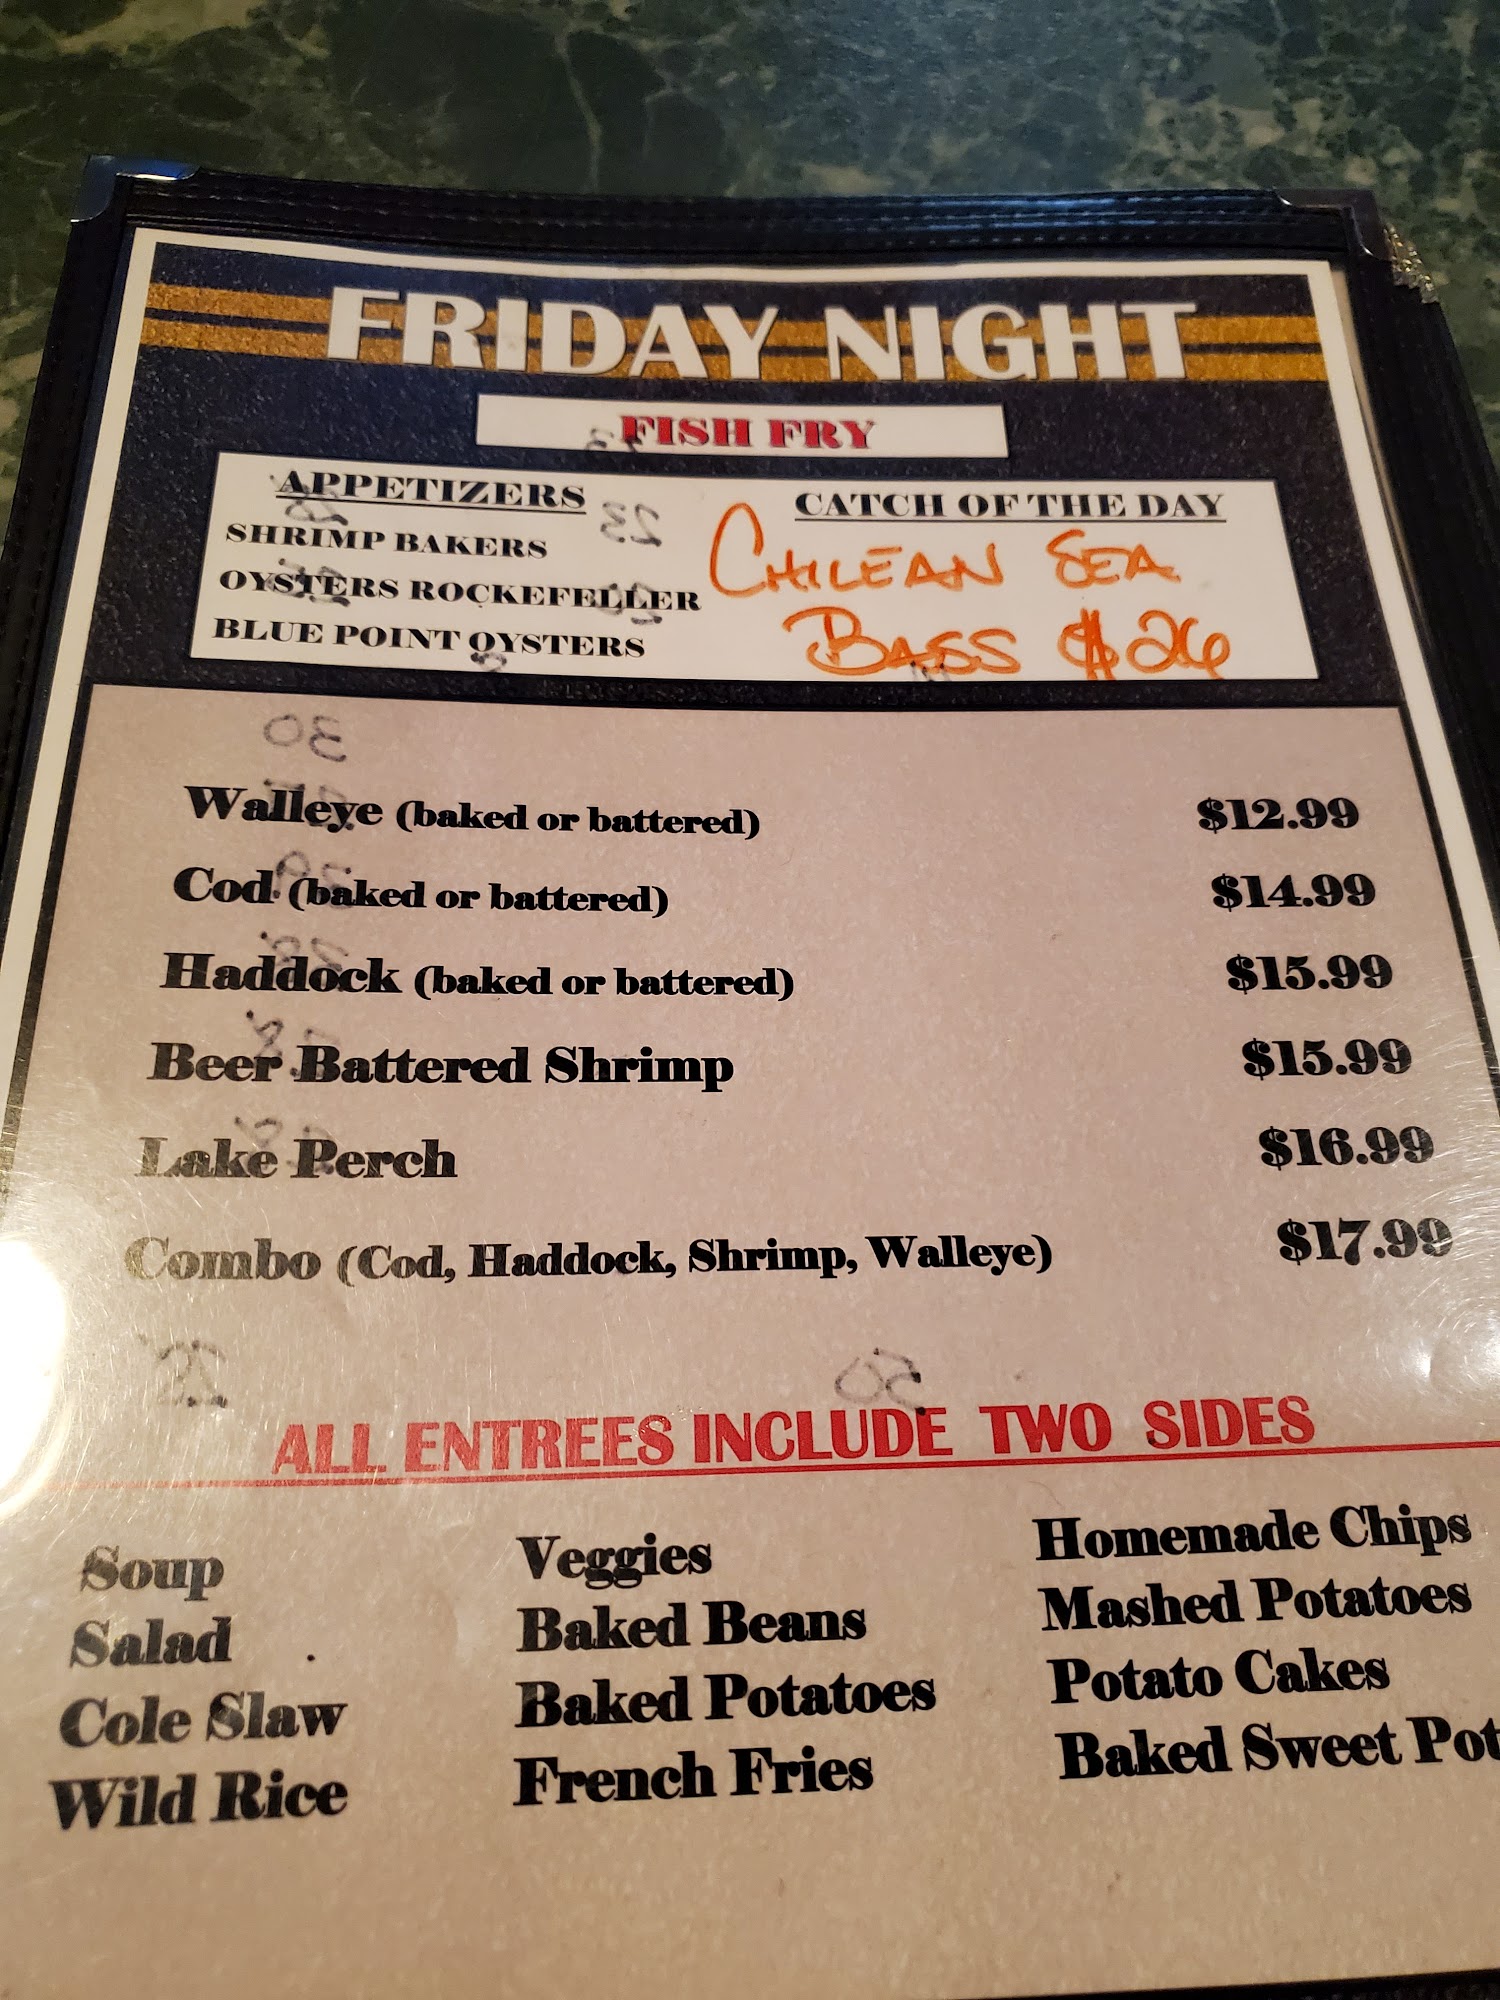 FRIDAY NIGHT
FISH FRY
APPETIZERS
SHRIMP BAKERS
OYSTERS ROCKEFELLER
BLUE POINT OYSTERS
CATCH OF THE DAY
CHILEAN SEA
BASS $26
Walleye (baked or battered) $12.99
Cod (baked or battered) $14.99
Haddock (baked or battered) $15.99
Beer Battered Shrimp $15.99
Lake Perch $16.99
Combo (Cod, Haddock, Shrimp, Walleye) $17.99
ALL ENTREES INCLUDE TWO SIDES
Soup
Salad
Cole Slaw
Wild Rice
Veggies
Baked Beans
Baked Potatoes
French Fries
Homemade Chips
Mashed Potatoes
Potato Cakes
Baked Sweet Pot